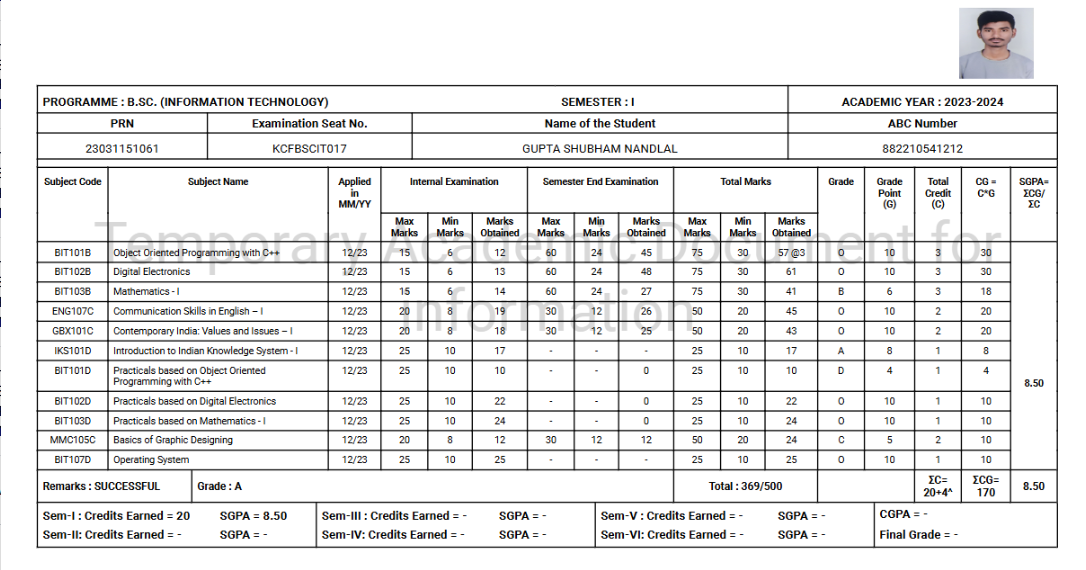 PROGRAMME : B.SC. (INFORMATION TECHNOLOGY) SEMESTER : I ACADEMIC YEAR : 2023-2024
PRN Examination Seat No. Name of the Student ABC Number
23031151061 KCFBSCIT017 GUPTA SHUBHAM NANDLAL 882210541212
Subject Code Subject Name Applied in MM/YY Internal Examination Semester End Examination Total Marks Grade Grade Point (G) Total Credit (C) CG = C*G SGPA= ΣCG/ ΣC
Max Marks Min Marks Marks Obtained Max Marks Min Marks Marks Obtained Max Marks Min Marks Marks Obtained
Temporary Academic Document for
information
BIT101B Object Oriented Programming with C++ 12/23 15 6 12 60 24 45 75 30 57 @3 O 10 3 30
BIT102B Digital Electronics 12/23 15 6 13 60 24 48 75 30 61 O 10 3 30
BIT103B Mathematics - I 12/23 15 6 14 60 24 27 75 30 41 B 6 3 18
ENG107C Communication Skills in English – I 12/23 20 8 19 30 12 26 50 20 45 O 10 2 20
GBX101C Contemporary India: Values and Issues – I 12/23 20 8 18 30 12 25 50 20 43 O 10 2 20
IKS101D Introduction to Indian Knowledge System - I 12/23 25 10 17 - - - 25 10 17 A 8 1 8
BIT101D Practicals based on Object Oriented 12/23 25 10 10 - - 0 25 10 10 D 4 1 4
Programming with C++
8.50
BIT102D Practicals based on Digital Electronics 12/23 25 10 22 - - 0 25 10 22 O 10 1 10
BIT103D Practicals based on Mathematics - I 12/23 25 10 24 - - 0 25 10 24 O 10 1 10
MMC105C Basics of Graphic Designing 12/23 20 8 12 30 12 12 50 20 24 C 5 2 10
BIT107D Operating System 12/23 25 10 25 - - - 25 10 25 O 10 1 10
Remarks : SUCCESSFUL Grade : A Total : 369/500 ΣC= 20+4^ ΣCG= 170 8.50
Sem-I : Credits Earned = 20 SGPA = 8.50 Sem-III : Credits Earned = - SGPA = - Sem-V : Credits Earned = - SGPA = - CGPA = -
Sem-II: Credits Earned = - SGPA = - Sem-IV: Credits Earned = - SGPA = - Sem-VI: Credits Earned = - SGPA = - Final Grade = -